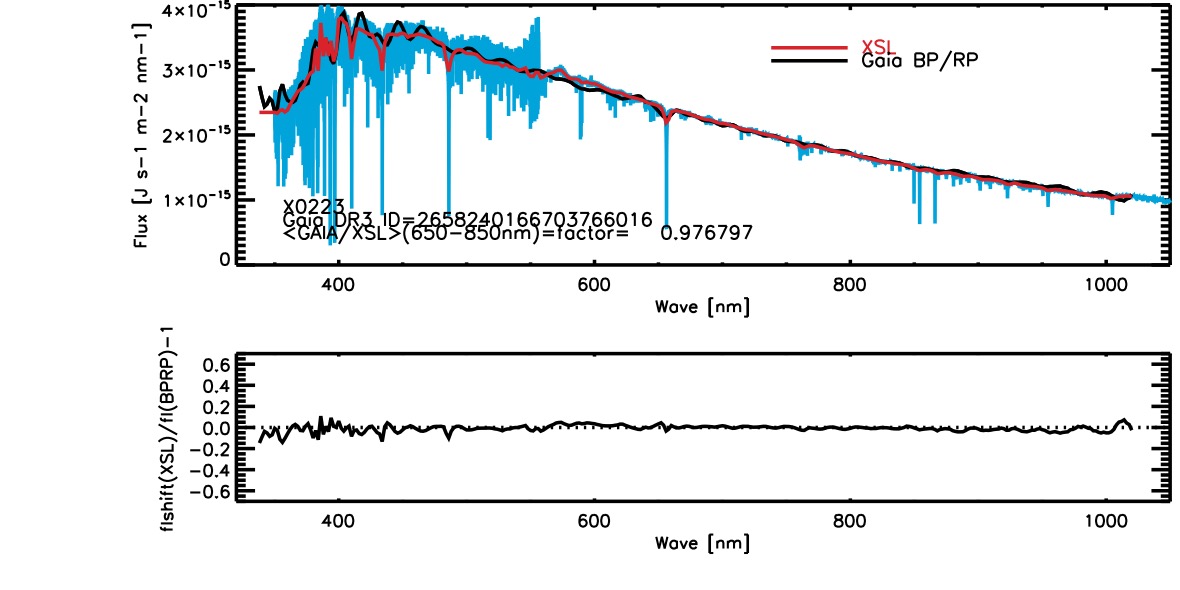 4×10−15
3×10−15
2×10−15
1×10−15
0
Flux [J s−1 m−2 nm−1]
XSL
Gaia BP/RP
X0223
Gaia DR3 ID=2658240166703766016
<GAIA/XSL>(650−850nm)=factor= 0.976797
400 600 800 1000
Wave [nm]
flshift(XSL)/fl(BPRP)−1
0.6
0.4
0.2
0.0
−0.2
−0.4
−0.6
400 600 800 1000
Wave [nm]